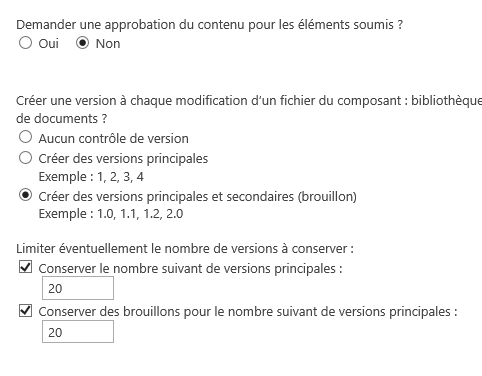 Demander une approbation du contenu pour les éléments soumis ?
Oui Non
Créer une version à chaque modification d’un fichier du composant : bibliothèque
de documents ?
Aucun contrôle de version
Créer des versions principales
Exemple : 1, 2, 3, 4
Créer des versions principales et secondaires (brouillon)
Exemple : 1.0, 1.1, 1.2, 2.0
Limiter éventuellement le nombre de versions à conserver :
Conserver le nombre suivant de versions principales :
20
Conserver des brouillons pour le nombre suivant de versions principales :
20